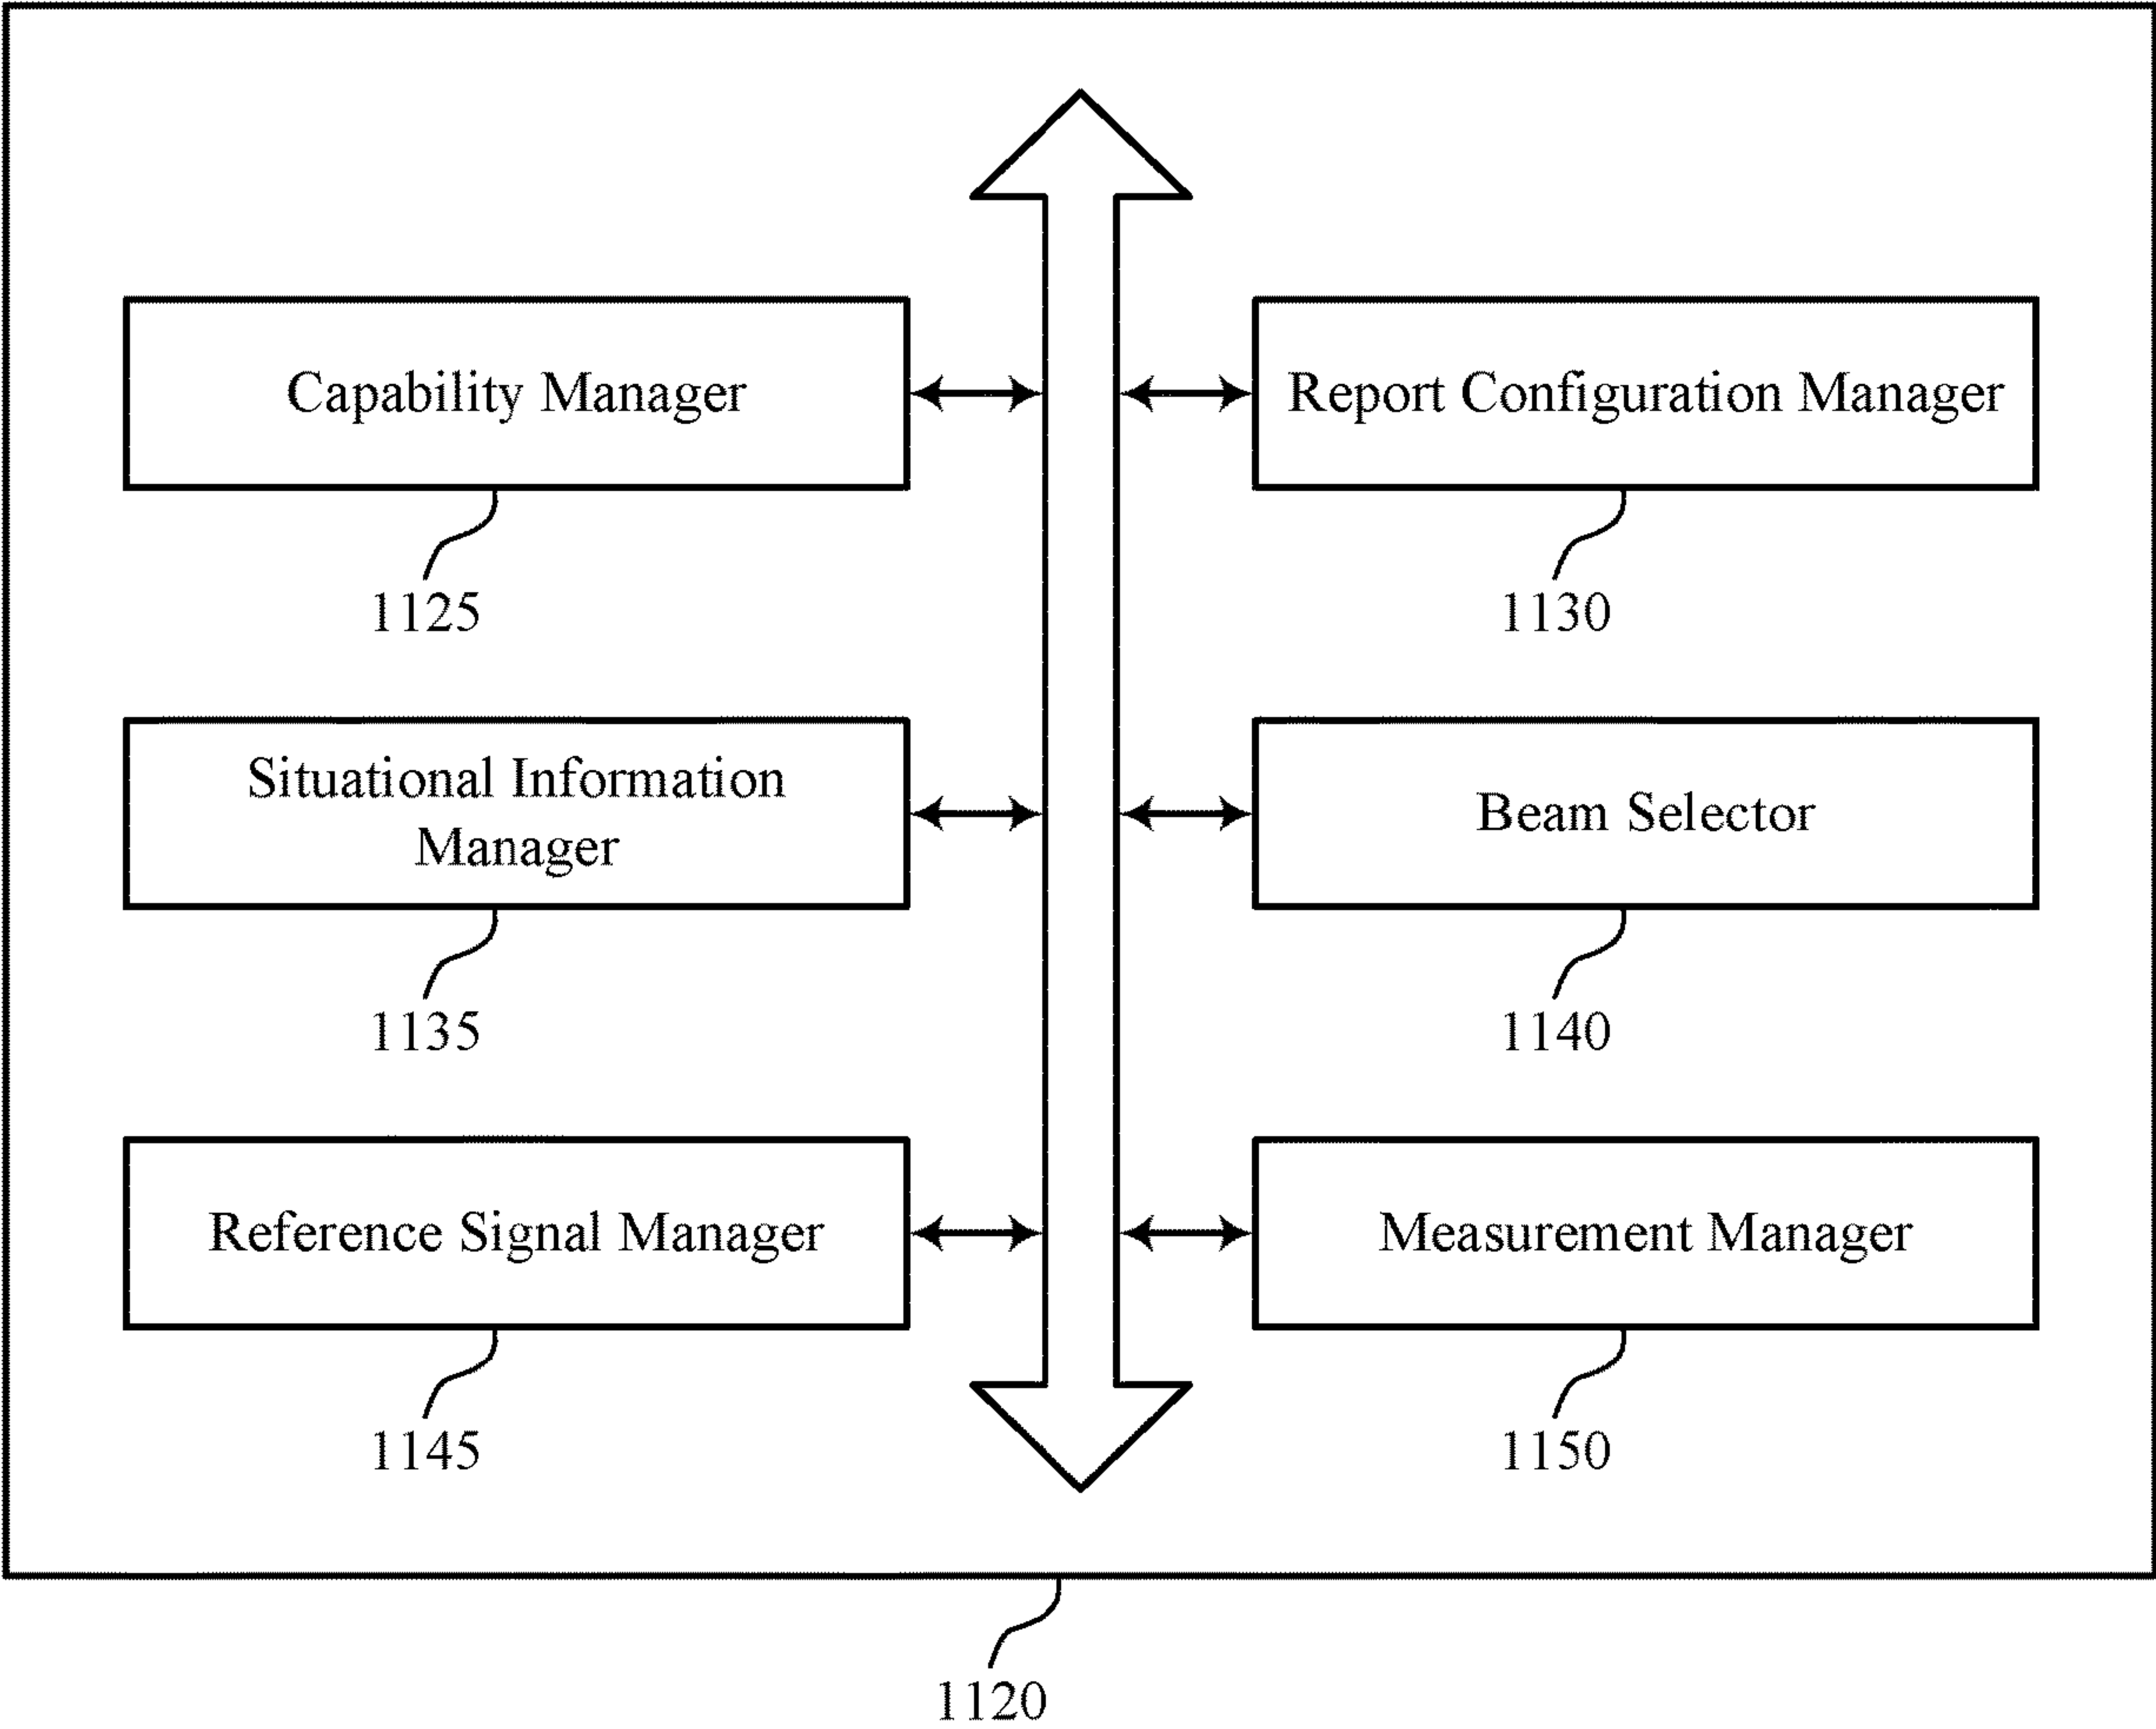 Capability Manager
Report Configuration Manager
1125
1130
Situational Information
Manager
Beam Selector
1135
1140
Reference Signal Manager
Measurement Manager
1145
1150
1120